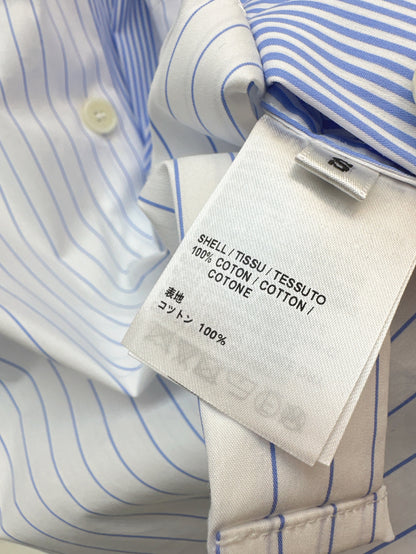 S
SHELL / TISSU / TESSUTO
100% COTON / COTTON /
COTONE
表地
コットン 100%